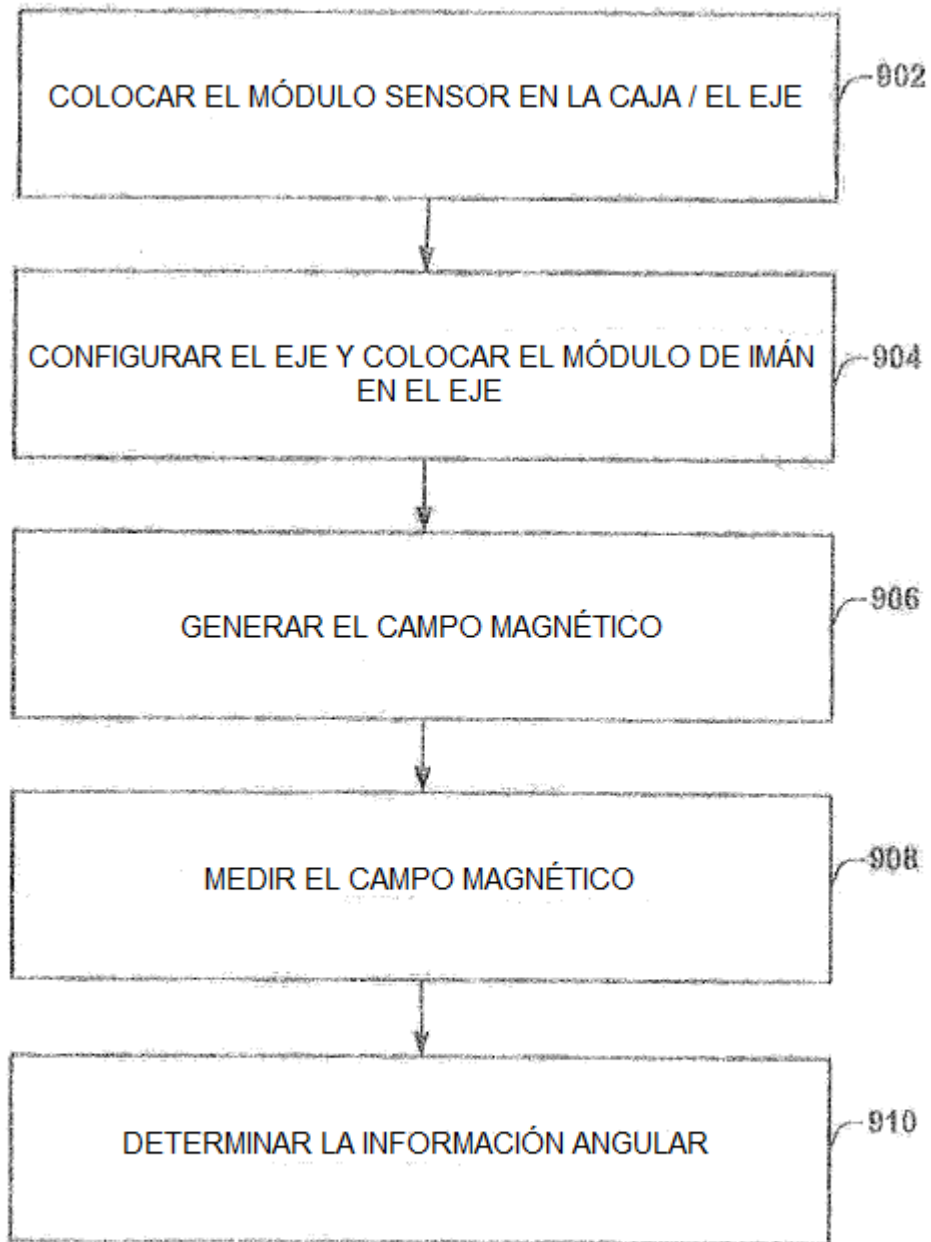 COLOCAR EL MÓDULO SENSOR EN LA CAJA / EL EJE
902
CONFIGURAR EL EJE Y COLOCAR EL MÓDULO DE IMÁN
EN EL EJE
904
GENERAR EL CAMPO MAGNÉTICO
906
MEDIR EL CAMPO MAGNÉTICO
908
DETERMINAR LA INFORMACIÓN ANGULAR
910